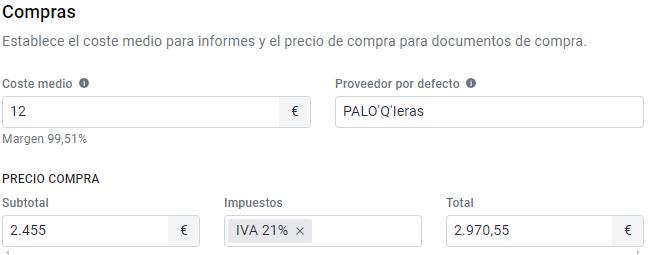 Compras
Establece el coste medio para informes y el precio de compra para documentos de compra.
Coste medio Proveedor por defecto
12 € PALO'Q'leras
Margen 99,51%
PRECIO COMPRA
Subtotal Impuestos Total
2.455 € IVA 21% × 2.970,55 €